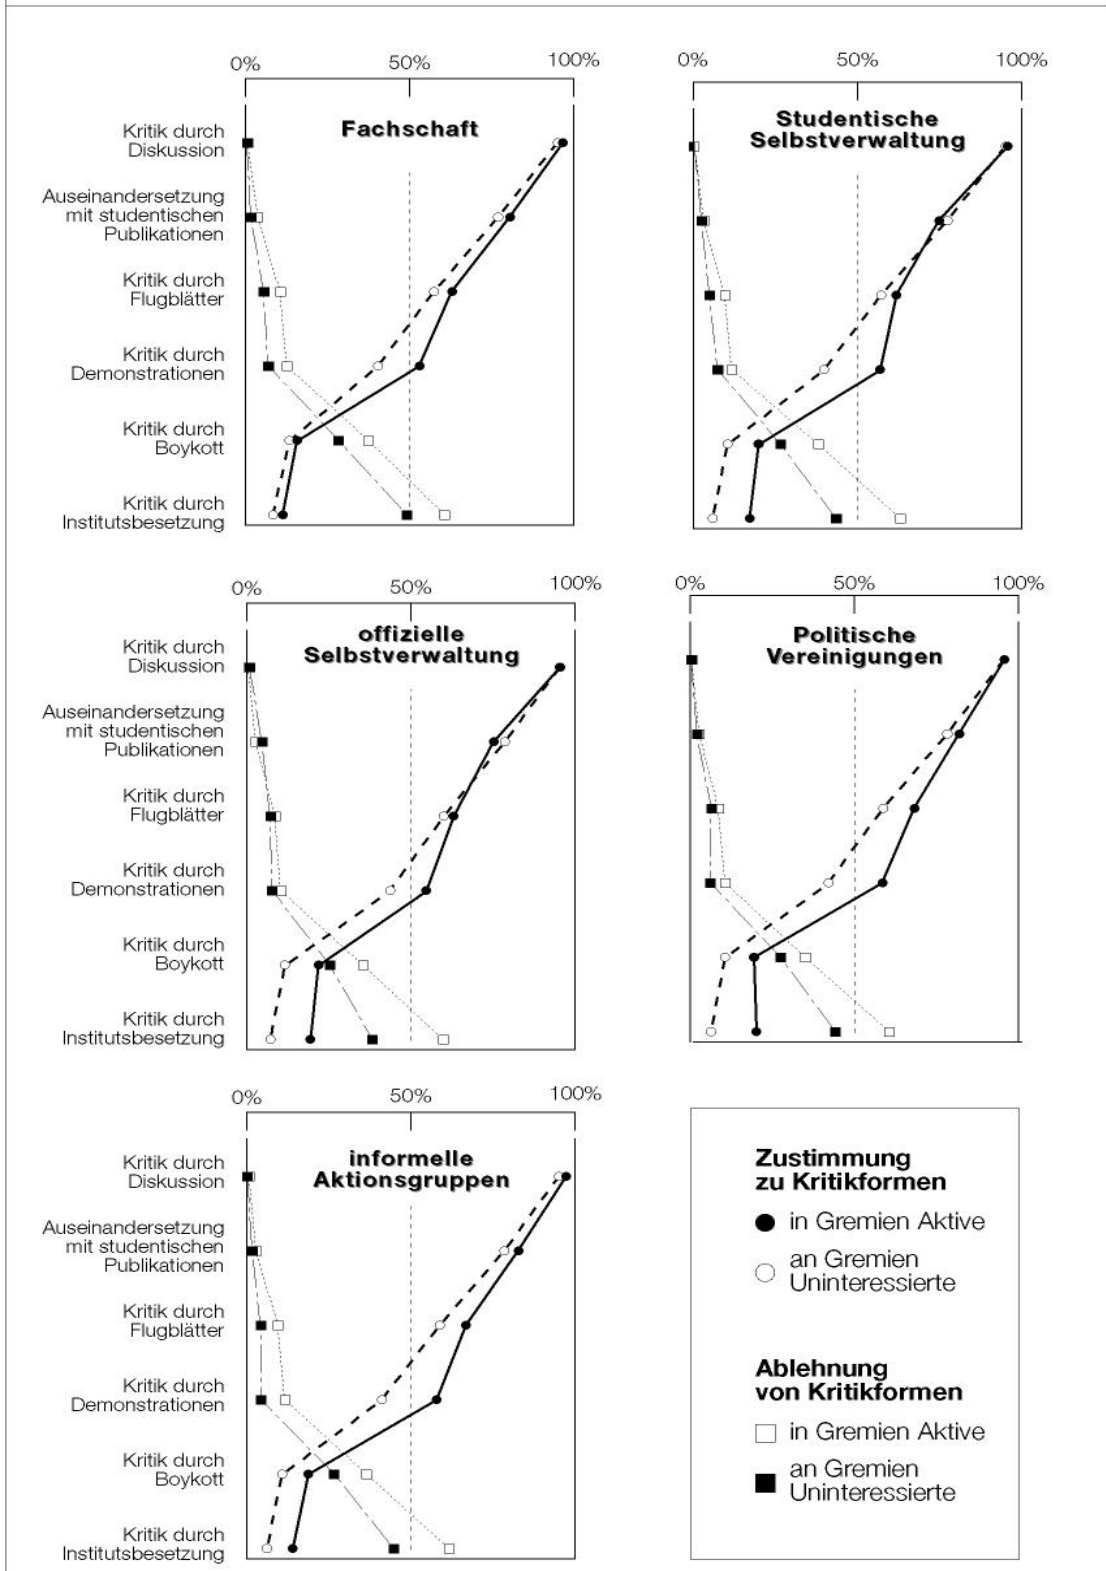 0%
50%
100%
Fachschaft
Kritik durch
Diskussion
Auseinandersetzung
mit studentischen
Publikationen
Kritik durch
Flugblätter
Kritik durch
Demonstrationen
Kritik durch
Boykott
Kritik durch
Institutsbesetzung
0%
50%
100%
Studentische
Selbstverwaltung
0%
50%
100%
offizielle
Selbstverwaltung
Kritik durch
Diskussion
Auseinandersetzung
mit studentischen
Publikationen
Kritik durch
Flugblätter
Kritik durch
Demonstrationen
Kritik durch
Boykott
Kritik durch
Institutsbesetzung
0%
50%
100%
Politische
Vereinigungen
0%
50%
100%
informelle
Aktionsgruppen
Kritik durch
Diskussion
Auseinandersetzung
mit studentischen
Publikationen
Kritik durch
Flugblätter
Kritik durch
Demonstrationen
Kritik durch
Boykott
Kritik durch
Institutsbesetzung
Zustimmung
zu Kritikformen
in Gremien Aktive
an Gremien
Uninteressierte
Ablehnung
von Kritikformen
in Gremien Aktive
an Gremien
Uninteressierte